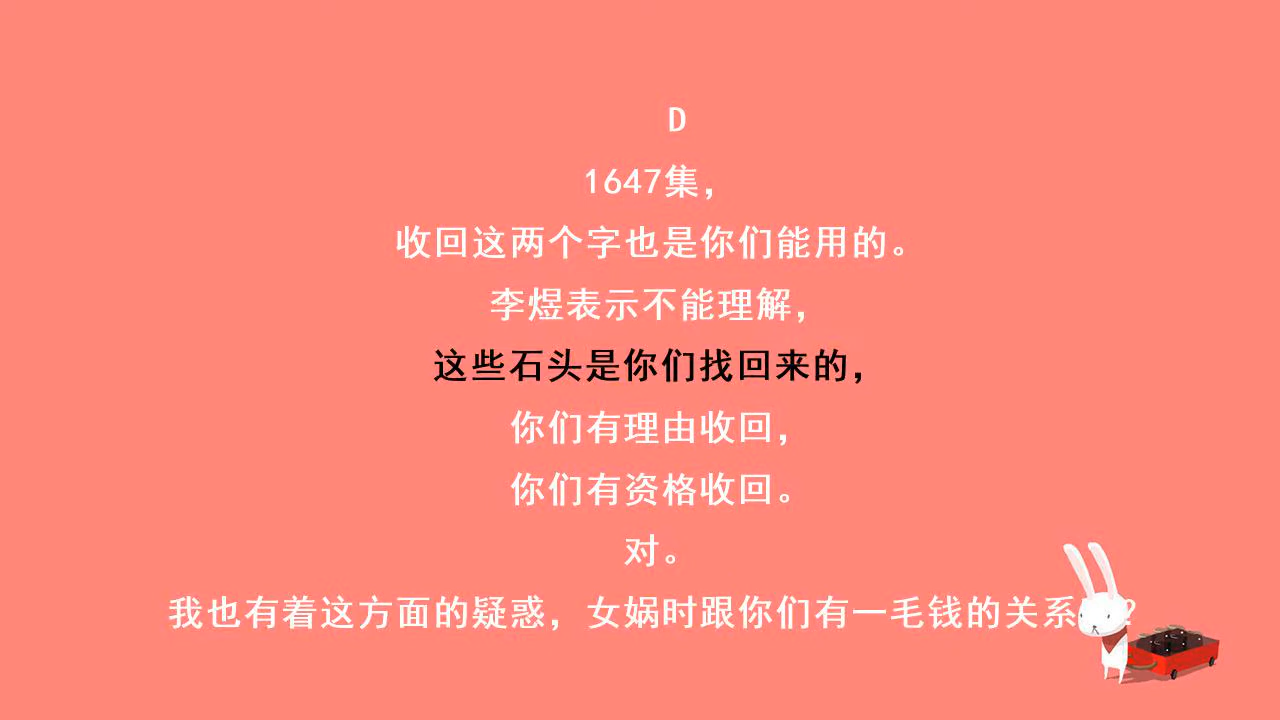 D
1647集，
收回这两个字也是你们能用的。
李煜表示不能理解，
这些石头是你们找回来的，
你们有理由收回，
你们有资格收回。
对。
我也有着这方面的疑惑，女娲时跟你们有一毛钱的关系？